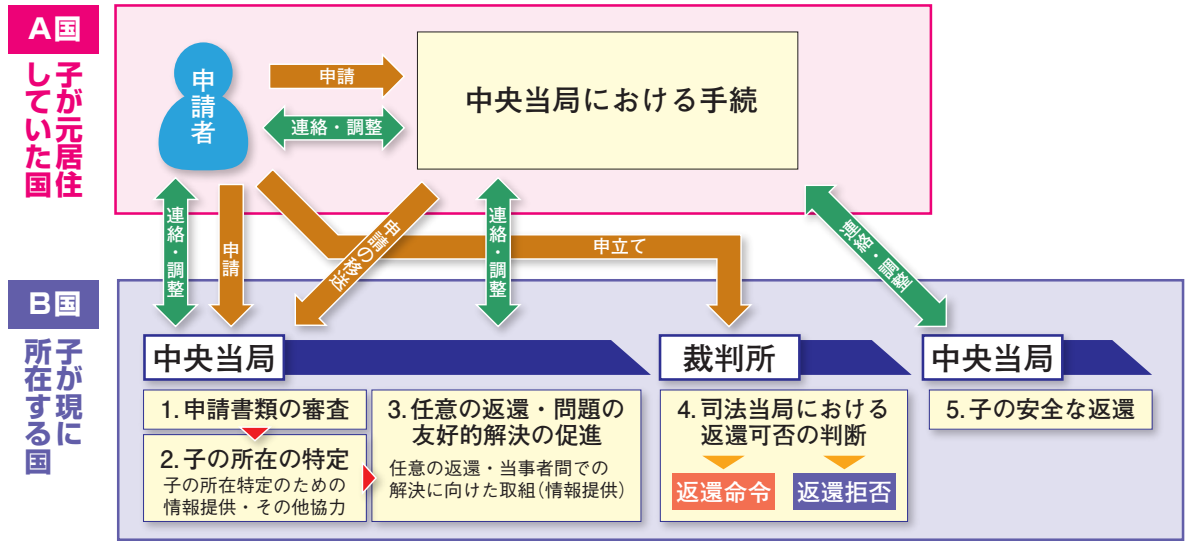 A国
子が元居住
していた国
申請者
申請
連絡・調整
中央当局における手続
連絡・調整
申請
申請の移送
連絡・調整
申立て
連絡・調整
B国
子が現に
所在する国
中央当局
1.申請書類の審査
2.子の所在の特定
子の所在特定のための
情報提供・その他協力
3.任意の返還・問題の
友好的解決の促進
任意の返還・当事者間での
解決に向けた取組(情報提供)
裁判所
4.司法当局における
返還可否の判断
返還命令
返還拒否
中央当局
5.子の安全な返還